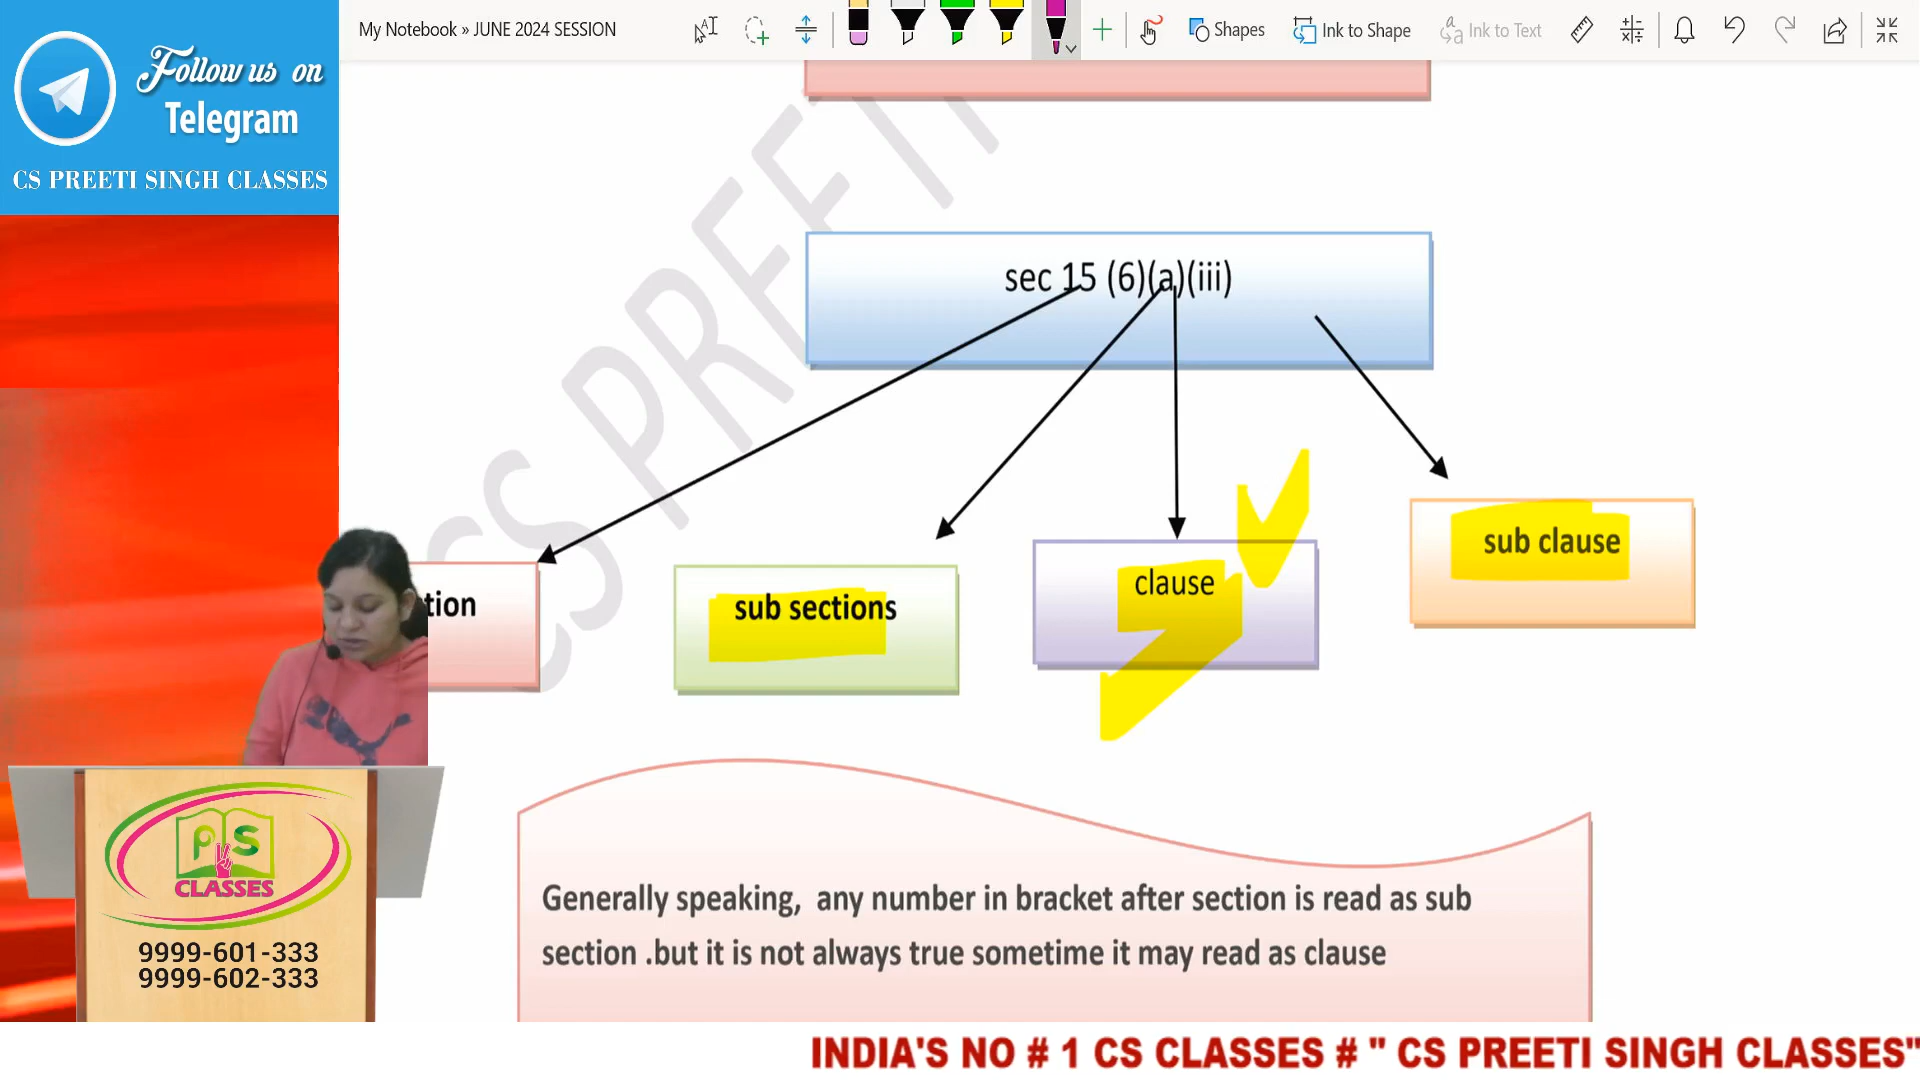 My Notebook » JUNE 2024 SESSION
Shapes
Ink to Shape
Ink to Text
Follow us on
Telegram
CS PREETI SINGH CLASSES
sec 15 (6)(a)(iii)
tion
sub sections
clause
sub clause
CS PREETI
Generally speaking, any number in bracket after section is read as sub
section .but it is not always true sometime it may read as clause
PS
CLASSES
9999-601-333
9999-602-333
INDIA'S NO # 1 CS CLASSES # " CS PREETI SINGH CLASSES"